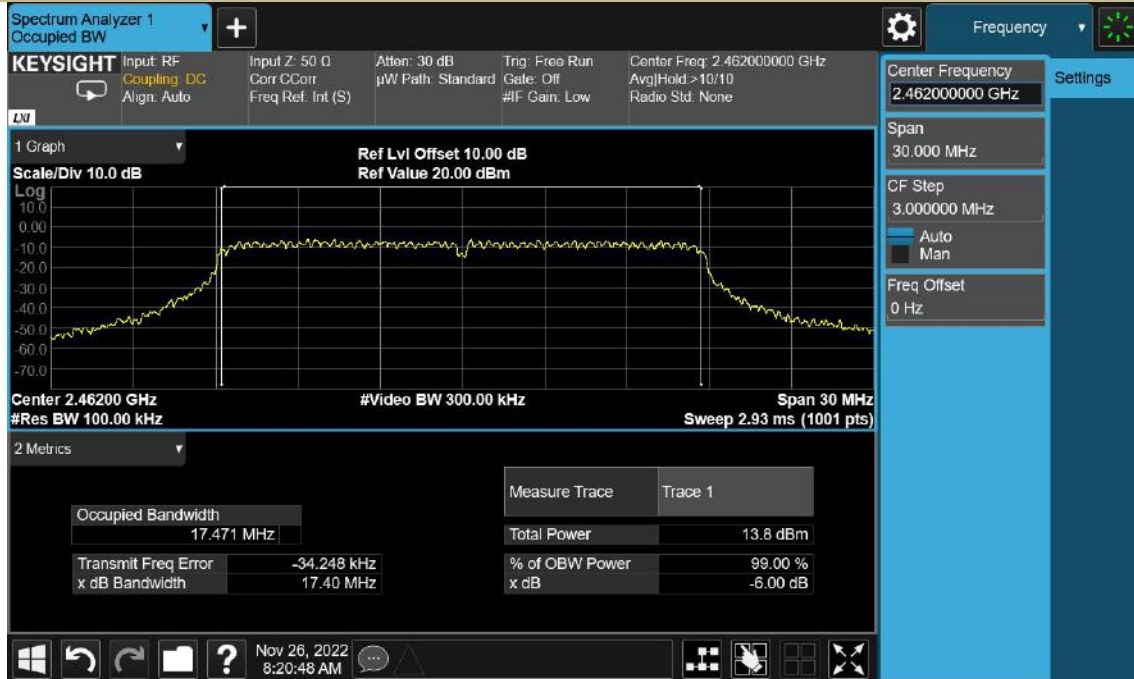 Spectrum Analyzer 1
Occupied BW
Frequency
KEYSIGHT
LXI
Input: RF
Coupling: DC
Align: Auto
Input Z: 50 Ω
Corr CCorr
Freq Ref: Int (S)
Atten: 30 dB
µW Path: Standard
Trig: Free Run
Gate: Off
#IF Gain: Low
Center Freq: 2.462000000 GHz
Avg|Hold:>10/10
Radio Std: None
Center Frequency
2.462000000 GHz
Settings
Span
30.000 MHz
CF Step
3.000000 MHz
Auto
Man
Freq Offset
0 Hz
1 Graph
Scale/Div 10.0 dB
Ref Lvl Offset 10.00 dB
Ref Value 20.00 dBm
Log
10.0
0.00
-10.0
-20.0
-30.0
-40.0
-50.0
-60.0
-70.0
Center 2.46200 GHz
#Res BW 100.00 kHz
#Video BW 300.00 kHz
Span 30 MHz
Sweep 2.93 ms (1001 pts)
2 Metrics
Measure Trace Trace 1
Occupied Bandwidth
17.471 MHz
Total Power 13.8 dBm
Transmit Freq Error -34.248 kHz
% of OBW Power 99.00 %
x dB Bandwidth 17.40 MHz
x dB -6.00 dB
?
Nov 26, 2022
8:20:48 AM